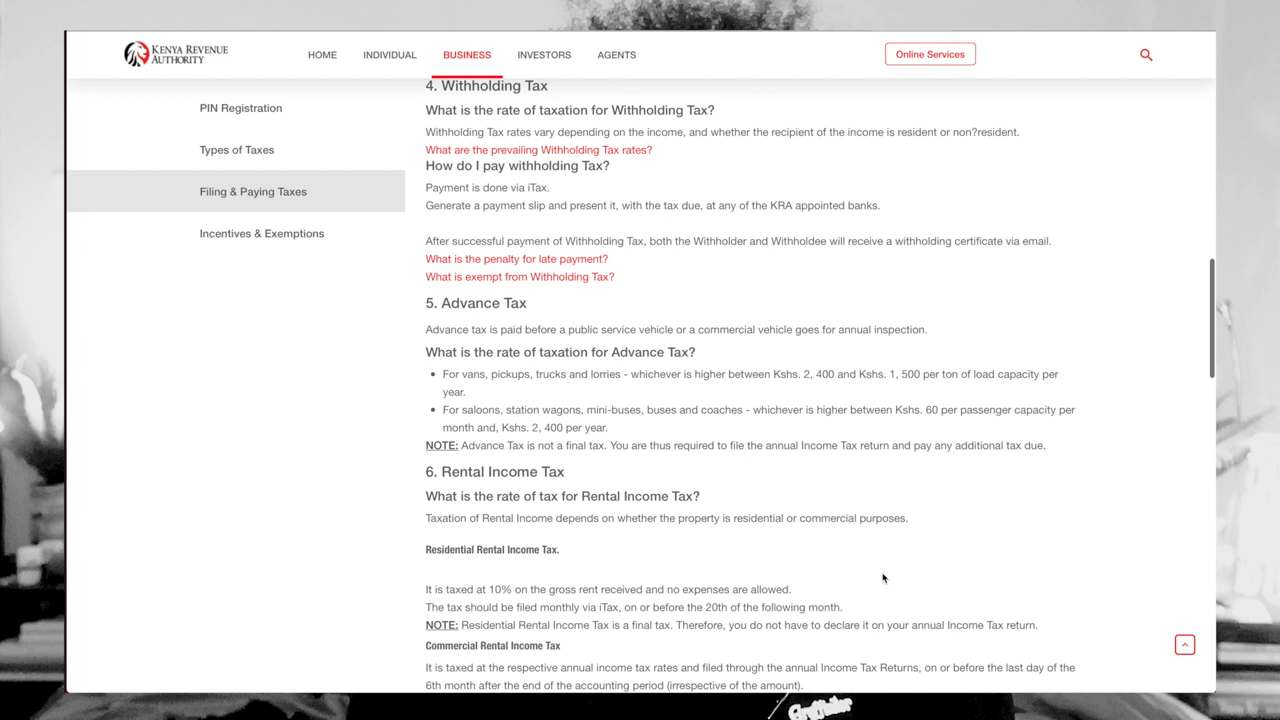 KENYA REVENUE
AUTHORITY
HOME
INDIVIDUAL
BUSINESS
INVESTORS
AGENTS
Online Services
PIN Registration
Types of Taxes
Filing & Paying Taxes
Incentives & Exemptions
4. Withholding Tax
What is the rate of taxation for Withholding Tax?
Withholding Tax rates vary depending on the income, and whether the recipient of the income is resident or non?resident.
What are the prevailing Withholding Tax rates?
How do I pay withholding Tax?
Payment is done via iTax.
Generate a payment slip and present it, with the tax due, at any of the KRA appointed banks.
After successful payment of Withholding Tax, both the Withholder and Withholdee will receive a withholding certificate via email.
What is the penalty for late payment?
What is exempt from Withholding Tax?
5. Advance Tax
Advance tax is paid before a public service vehicle or a commercial vehicle goes for annual inspection.
What is the rate of taxation for Advance Tax?
For vans, pickups, trucks and lorries - whichever is higher between Kshs. 2, 400 and Kshs. 1, 500 per ton of load capacity per
year.
For saloons, station wagons, mini-buses, buses and coaches - whichever is higher between Kshs. 60 per passenger capacity per
month and, Kshs. 2, 400 per year.
NOTE: Advance Tax is not a final tax. You are thus required to file the annual Income Tax return and pay any additional tax due.
6. Rental Income Tax
What is the rate of tax for Rental Income Tax?
Taxation of Rental Income depends on whether the property is residential or commercial purposes.
Residential Rental Income Tax.
It is taxed at 10% on the gross rent received and no expenses are allowed.
The tax should be filed monthly via iTax, on or before the 20th of the following month.
NOTE: Residential Rental Income Tax is a final tax. Therefore, you do not have to declare it on your annual Income Tax return.
Commercial Rental Income Tax
It is taxed at the respective annual income tax rates and filed through the annual Income Tax Returns, on or before the last day of the
6th month after the end of the accounting period (irrespective of the amount).